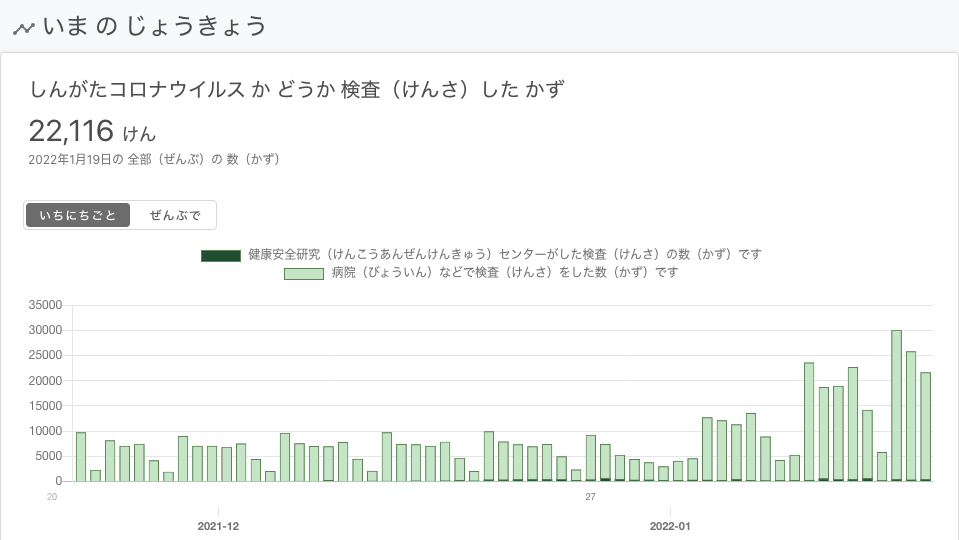 いま の じょうきょう
しんがたコロナウイルス か どうか 検査（けんさ）した かず
22,116 けん
2022年1月19日の 全部（ぜんぶ）の 数（かず）
いちにちごと ぜんぶで
健康安全研究（けんこうあんぜんけんきゅう）センターがした検査（けんさ）の数（かず）です
病院（びょういん）などで検査（けんさ）をした数（かず）です
35000
30000
25000
20000
15000
10000
5000
0
20 27
2021-12 2022-01